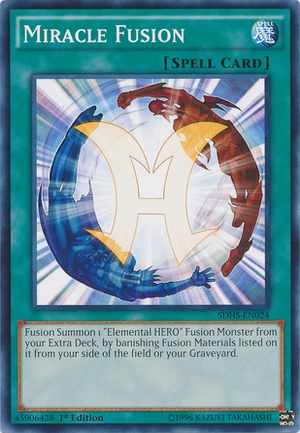 MIRACLE FUSION
SPELL
[SPELL CARD]
H
SDHS-EN024
Fusion Summon 1 "Elemental HERO" Fusion Monster from
your Extra Deck, by banishing Fusion Materials listed on
it from your side of the field or your Graveyard.
45906428 1st Edition ©1996 KAZUKI TAKAHASHI